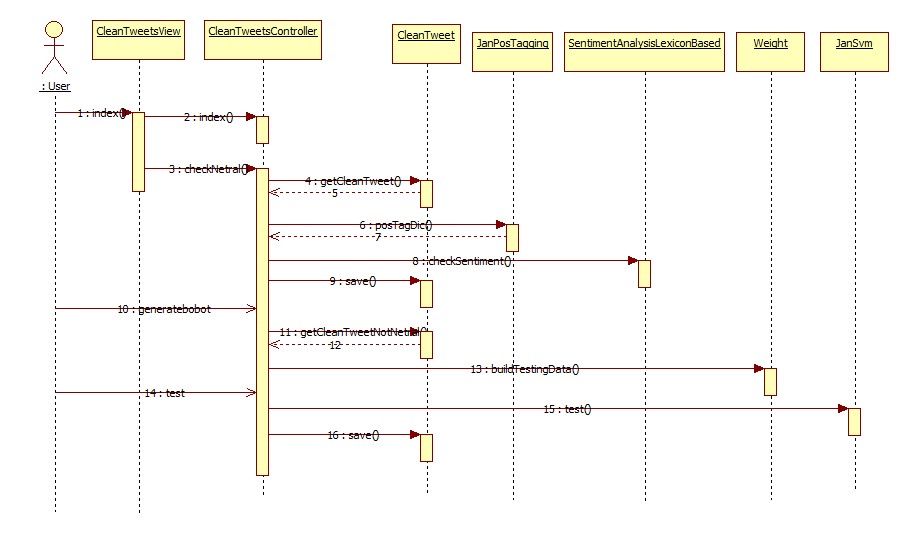 CleanTweetsView
CleanTweetsController
CleanTweet
JanPosTagging
SentimentAnalysisLexiconBased
Weight
JanSvm
: User
1 : index()
2 : index()
3 : checkNetral()
4 : getCleanTweet()
5
6 : posTagDic()
7
8 : checkSentiment()
9 : save()
10 : generatebobot
11 : getCleanTweetNotNetral()
12
13 : buildTestingData()
14 : test
15 : test()
16 : save()